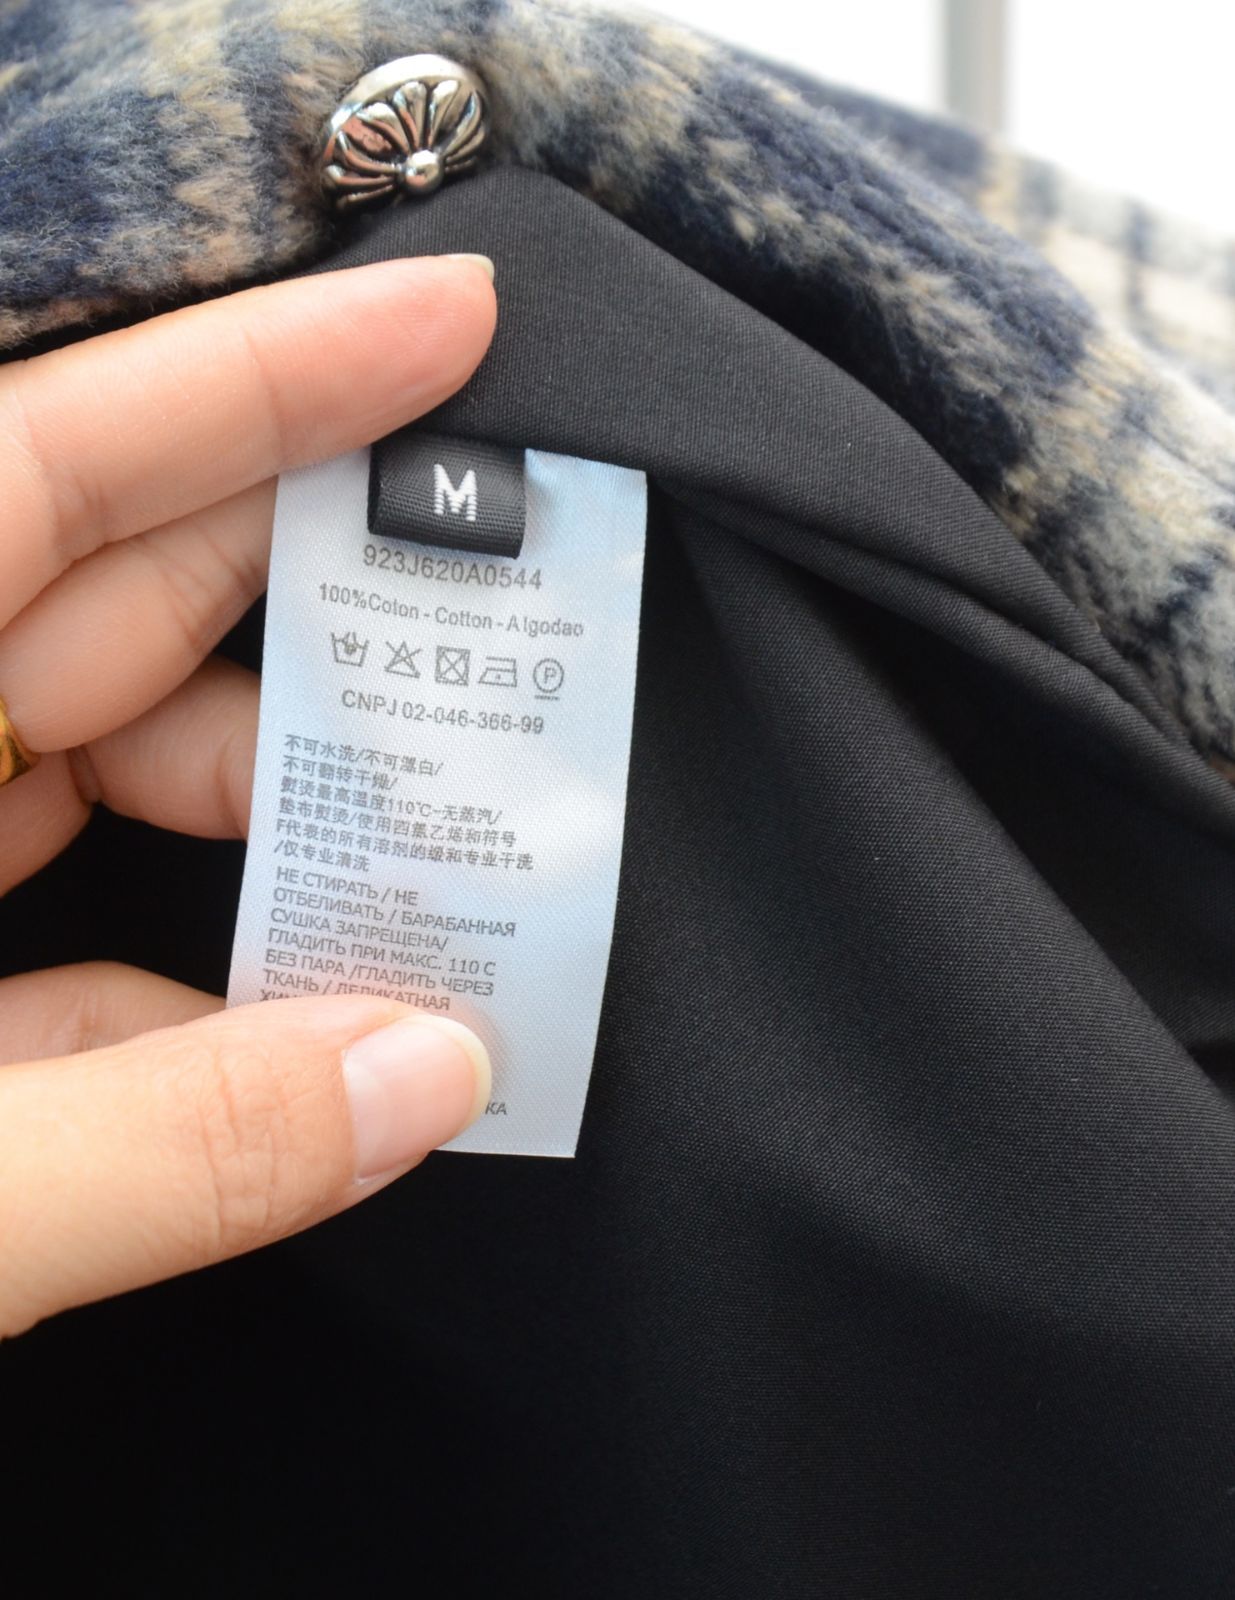 M
923J620A0544
100%Coton - Cotton - Algodao
P
CNPJ 02-046-366-99
不可水洗/不可漂白/
不可翻转干燥/
熨烫最高温度110℃-无蒸汽/
垫布熨烫/使用四氯乙烯和符号
F代表的所有溶剂的缓和专业干洗
/仅专业清洗
НЕ СТИРАТЬ / НЕ
ОТБЕЛИВАТЬ / БАРАБАННАЯ
СУШКА ЗАПРЕЩЕНА/
ГЛАДИТЬ ПРИ МАКС. 110 C
БЕЗ ПАРА /ГЛАДИТЬ ЧЕРЕЗ
ТКАНЬ / ДЕЛИКАТНАЯ